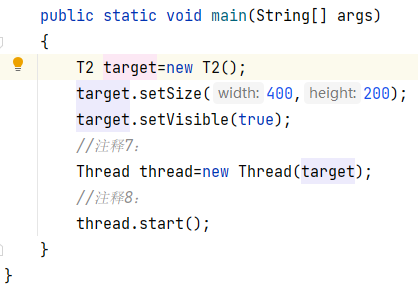 public static void main(String[] args)
{
T2 target=new T2();
target.setSize( width: 400, height: 200);
target.setVisible(true);
//注释7：
Thread thread=new Thread(target);
//注释8：
thread.start();
}
}